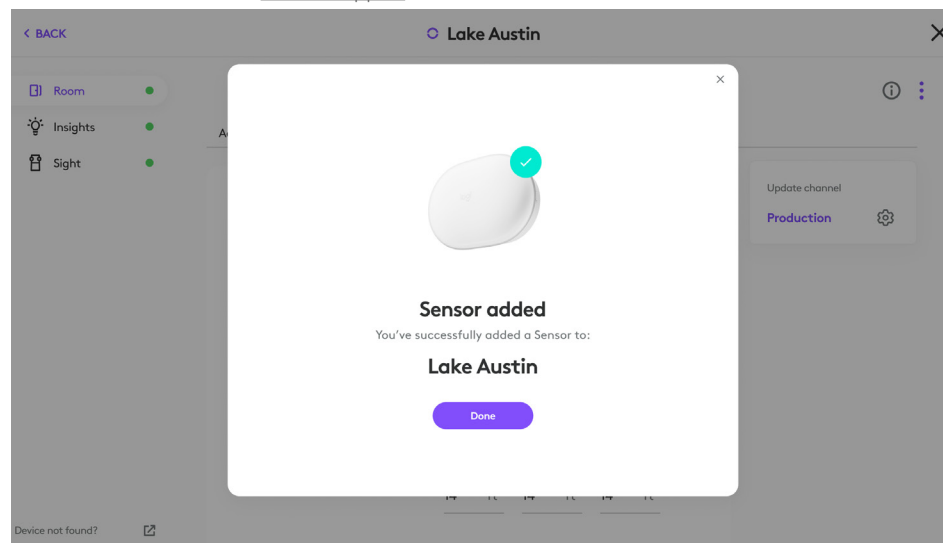 < BACK
Lake Austin
Room
Insights
Sight
Update channel
Production
Sensor added
You've successfully added a Sensor to:
Lake Austin
Done
Device not found?